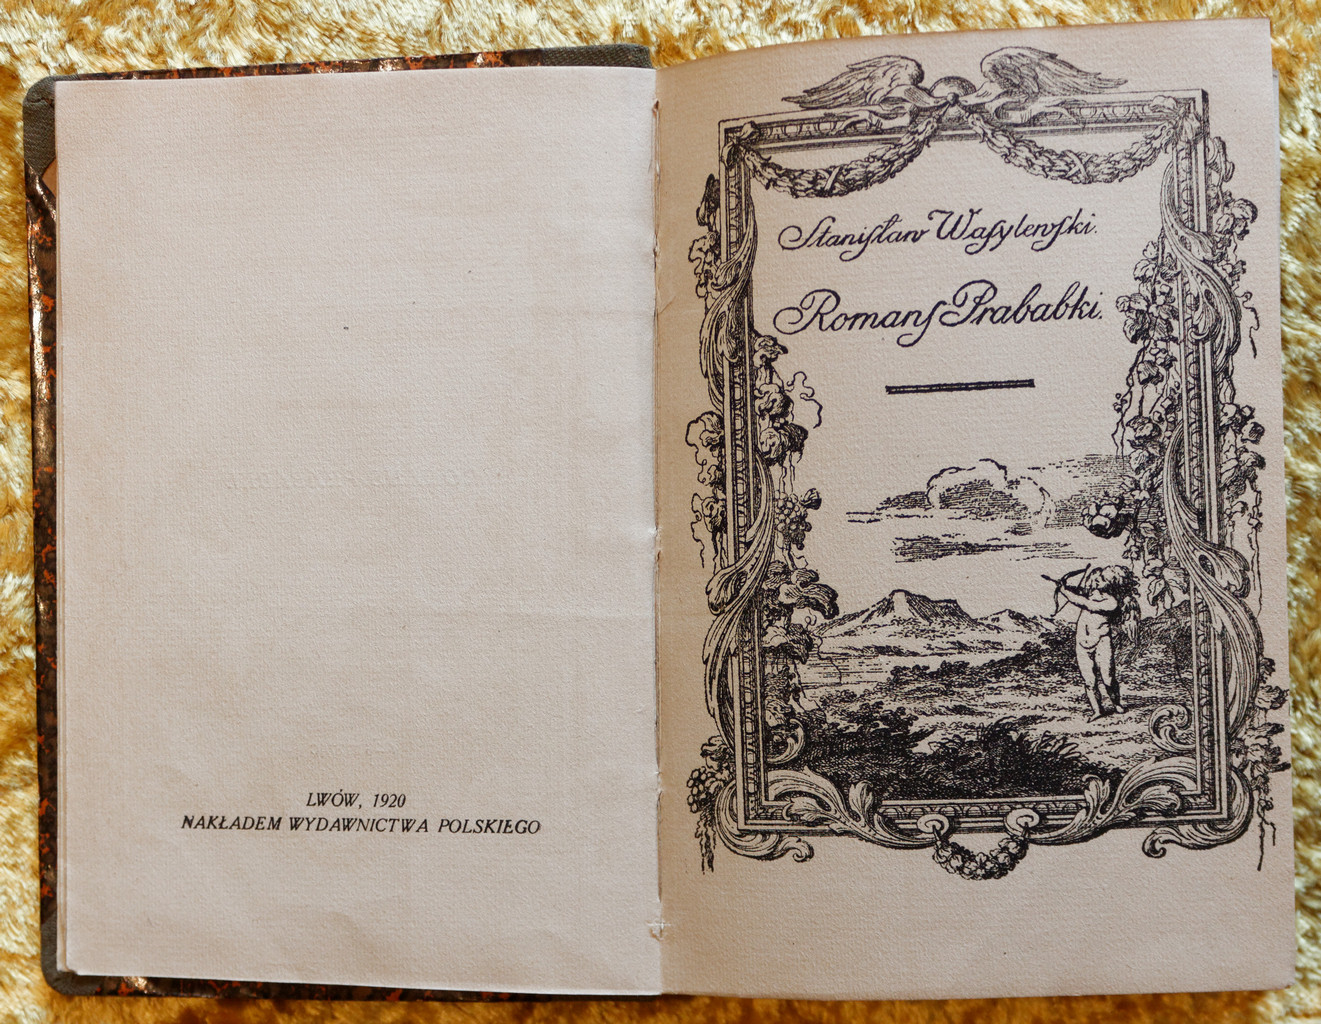 LWÓW, 1920
NAKŁADEM WYDAWNICTWA POLSKIEGO
Staniſław Waſylewſki.
Romanſ Prababki.